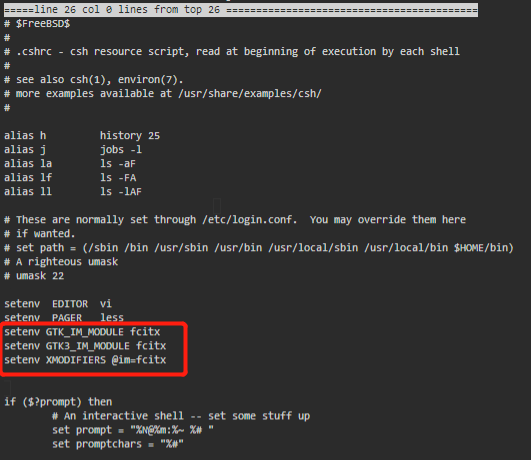 =====line 26 col 0 lines from top 26 ======================================
# $FreeBSD$
#
# .cshrc - csh resource script, read at beginning of execution by each shell
#
# see also csh(1), environ(7).
# more examples available at /usr/share/examples/csh/
#
alias h         history 25
alias j         jobs -l
alias la        ls -aF
alias lf        ls -FA
alias ll        ls -lAF
# These are normally set through /etc/login.conf.  You may override them here
# if wanted.
# set path = (/sbin /bin /usr/sbin /usr/bin /usr/local/sbin /usr/local/bin $HOME/bin)
# A righteous umask
# umask 22
setenv  EDITOR  vi
setenv  PAGER   less
setenv GTK_IM_MODULE fcitx
setenv GTK3_IM_MODULE fcitx
setenv XMODIFIERS @im=fcitx
if ($?prompt) then
        # An interactive shell -- set some stuff up
        set prompt = "%N@%m:%~ %# "
        set promptchars = "%#"